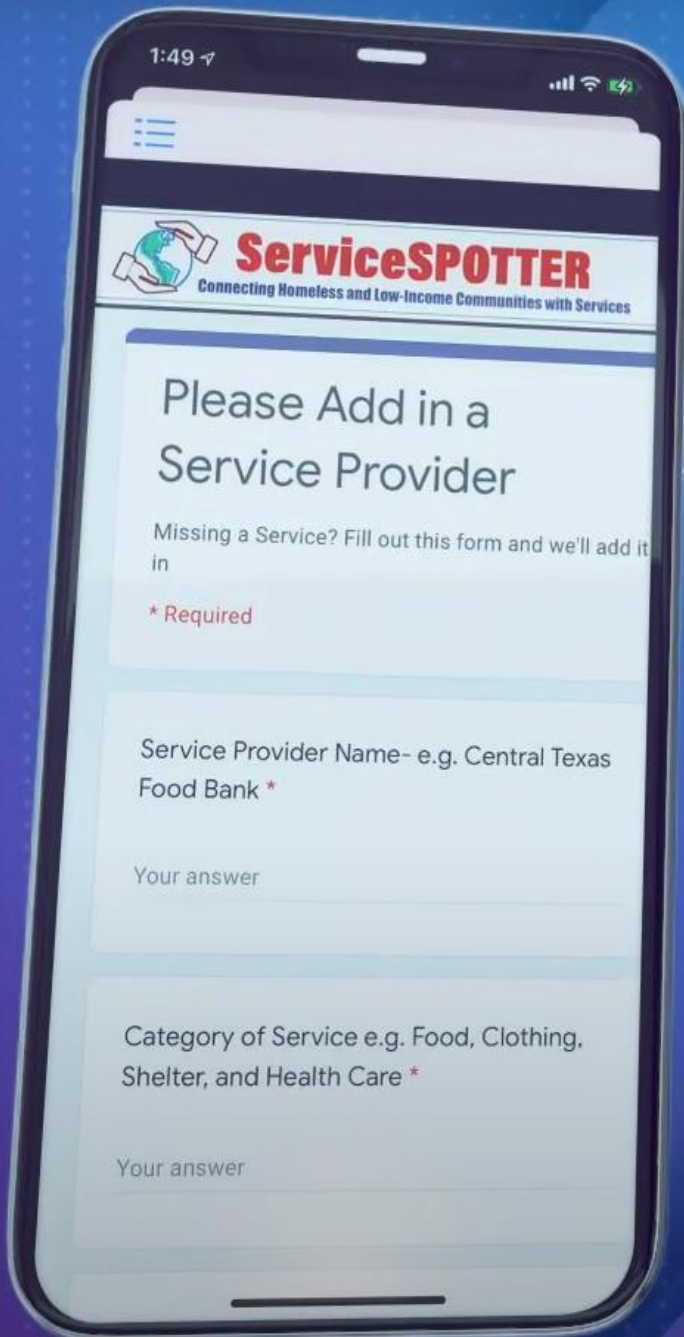 1:49
ServiceSPOTTER
Connecting Homeless and Low-Income Communities with Services
Please Add in a
Service Provider
Missing a Service? Fill out this form and we'll add it
in
* Required
Service Provider Name- e.g. Central Texas
Food Bank *
Your answer
Category of Service e.g. Food, Clothing,
Shelter, and Health Care *
Your answer